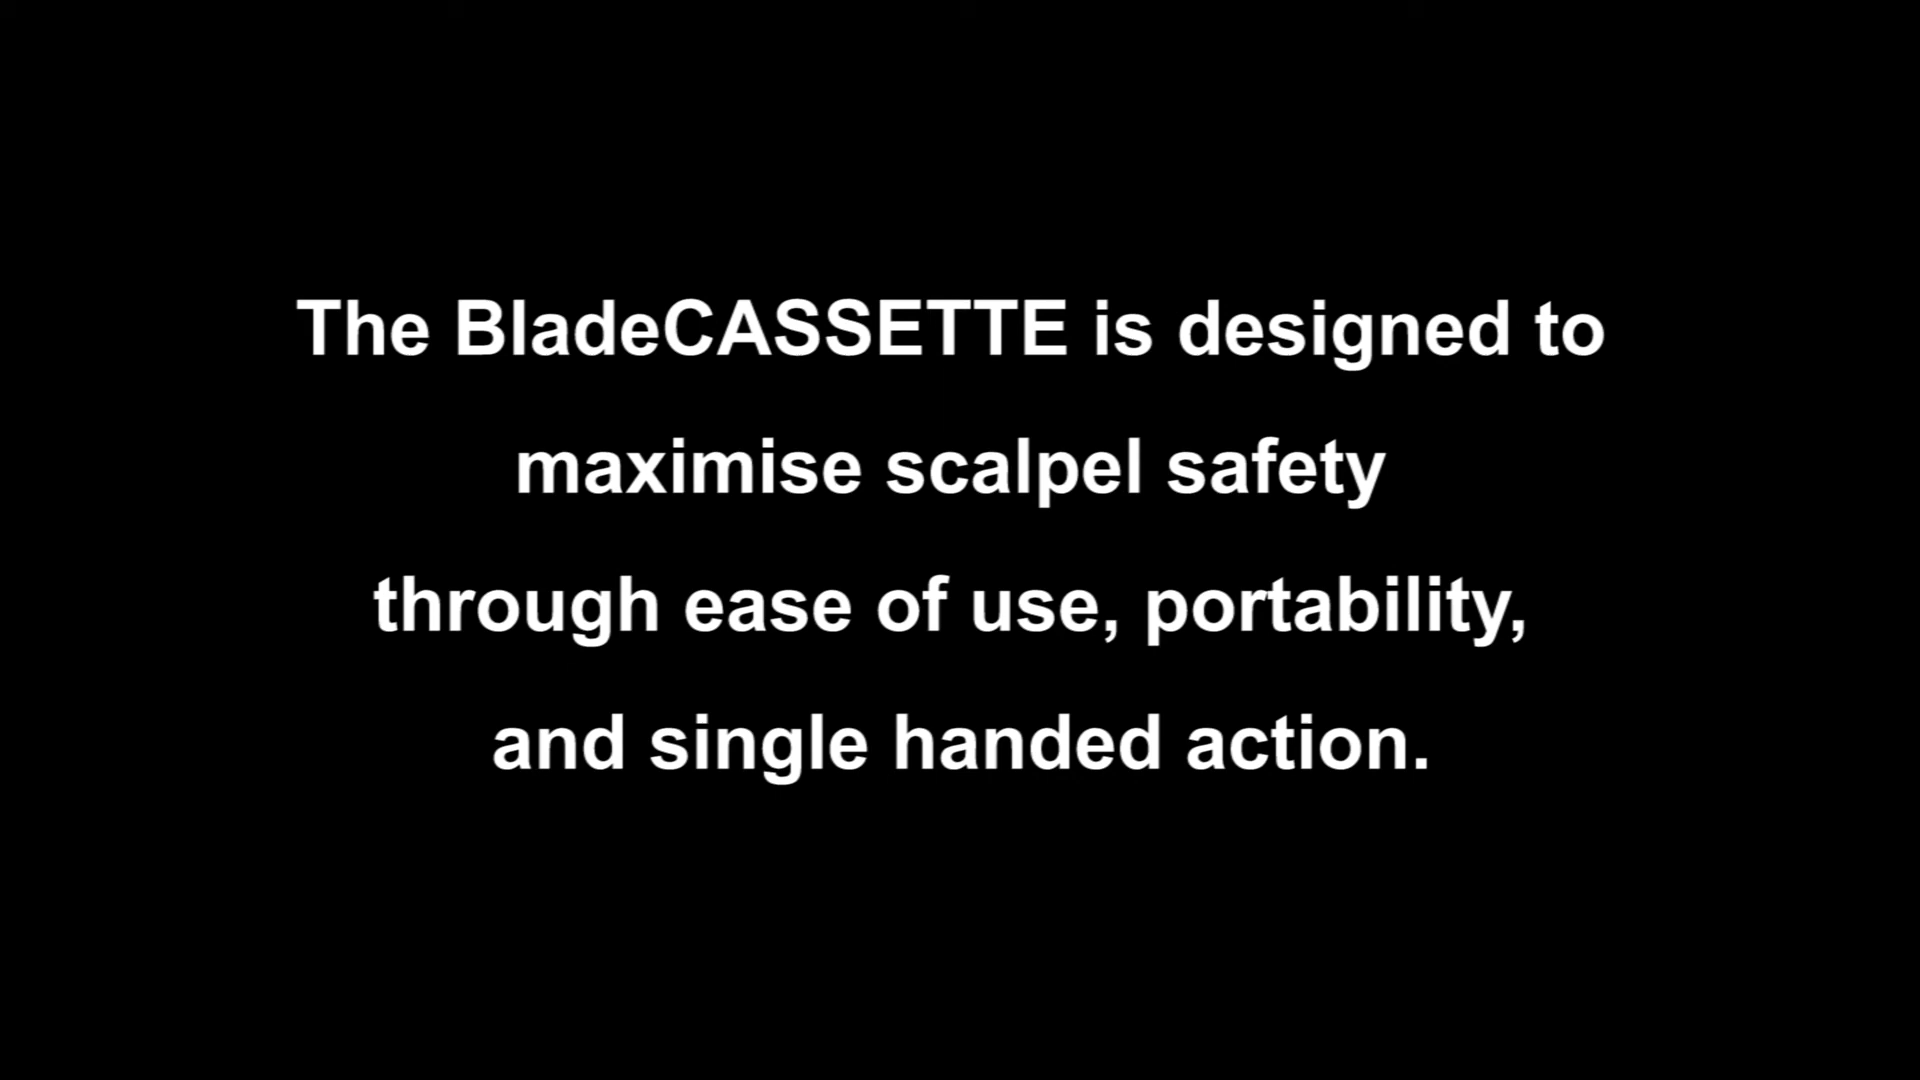 The BladeCASSETTE is designed to
maximise scalpel safety
through ease of use, portability,
and single handed action.